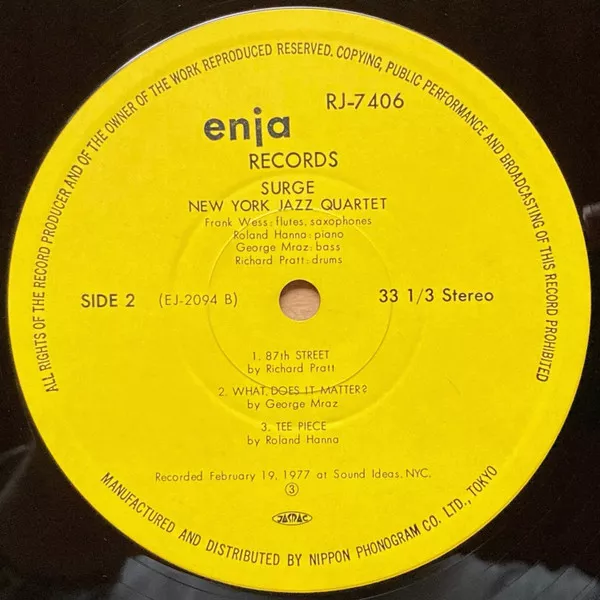 ALL RIGHTS OF THE RECORD PRODUCER AND OF THE OWNER OF THE WORK REPRODUCED RESERVED. COPYING, PUBLIC PERFORMANCE AND BROADCASTING OF THIS RECORD PROHIBITED
RJ-7406
enja
RECORDS
SURGE
NEW YORK JAZZ QUARTET
Frank Wess: flutes, saxophones
Roland Hanna: piano
George Mraz: bass
Richard Pratt: drums
SIDE 2 (EJ-2094 B) 33 1/3 Stereo
1. 87th STREET
by Richard Pratt
2. WHAT DOES IT MATTER?
by George Mraz
3. TEE PIECE
by Roland Hanna
Recorded February 19, 1977 at Sound Ideas, NYC.
③
JASRAC
MANUFACTURED AND DISTRIBUTED BY NIPPON PHONOGRAM CO. LTD., TOKYO